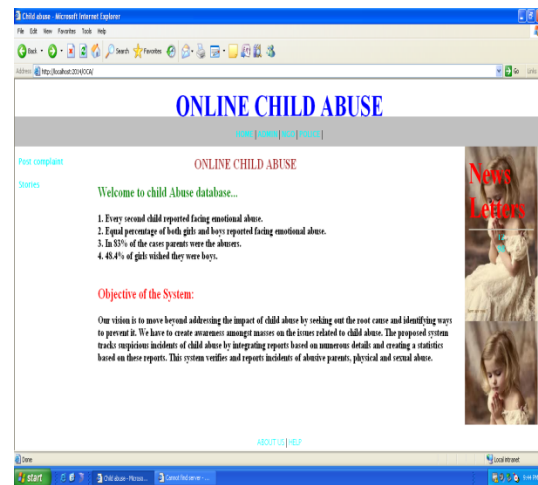 Child abuse - Microsoft Internet Explorer
File Edit View Favorites Tools Help
Back Search Favorites
Address http://localhost:2014/OCA/ Go Links
ONLINE CHILD ABUSE
HOME | ADMIN | NGO | POLICE |
Post complaint
Stories
ONLINE CHILD ABUSE
Welcome to child Abuse database...
1. Every second child reported facing emotional abuse.
2. Equal percentage of both girls and boys reported facing emotional abuse.
3. In 83% of the cases parents were the abusers.
4. 48.4% of girls wished they were boys.
Objective of the System:
Our vision is to move beyond addressing the impact of child abuse by seeking out the root cause and identifying ways
to prevent it. We have to create awareness amongst masses on the issues related to child abuse. The proposed system
tracks suspicious incidents of child abuse by integrating reports based on numerous details and creating a statistics
based on these reports. This system verifies and reports incidents of abusive parents, physical and sexual abuse.
News
Letters
ABOUT US | HELP
Done
Local intranet
start
Child abuse - Microso...
Cannot find server - ...